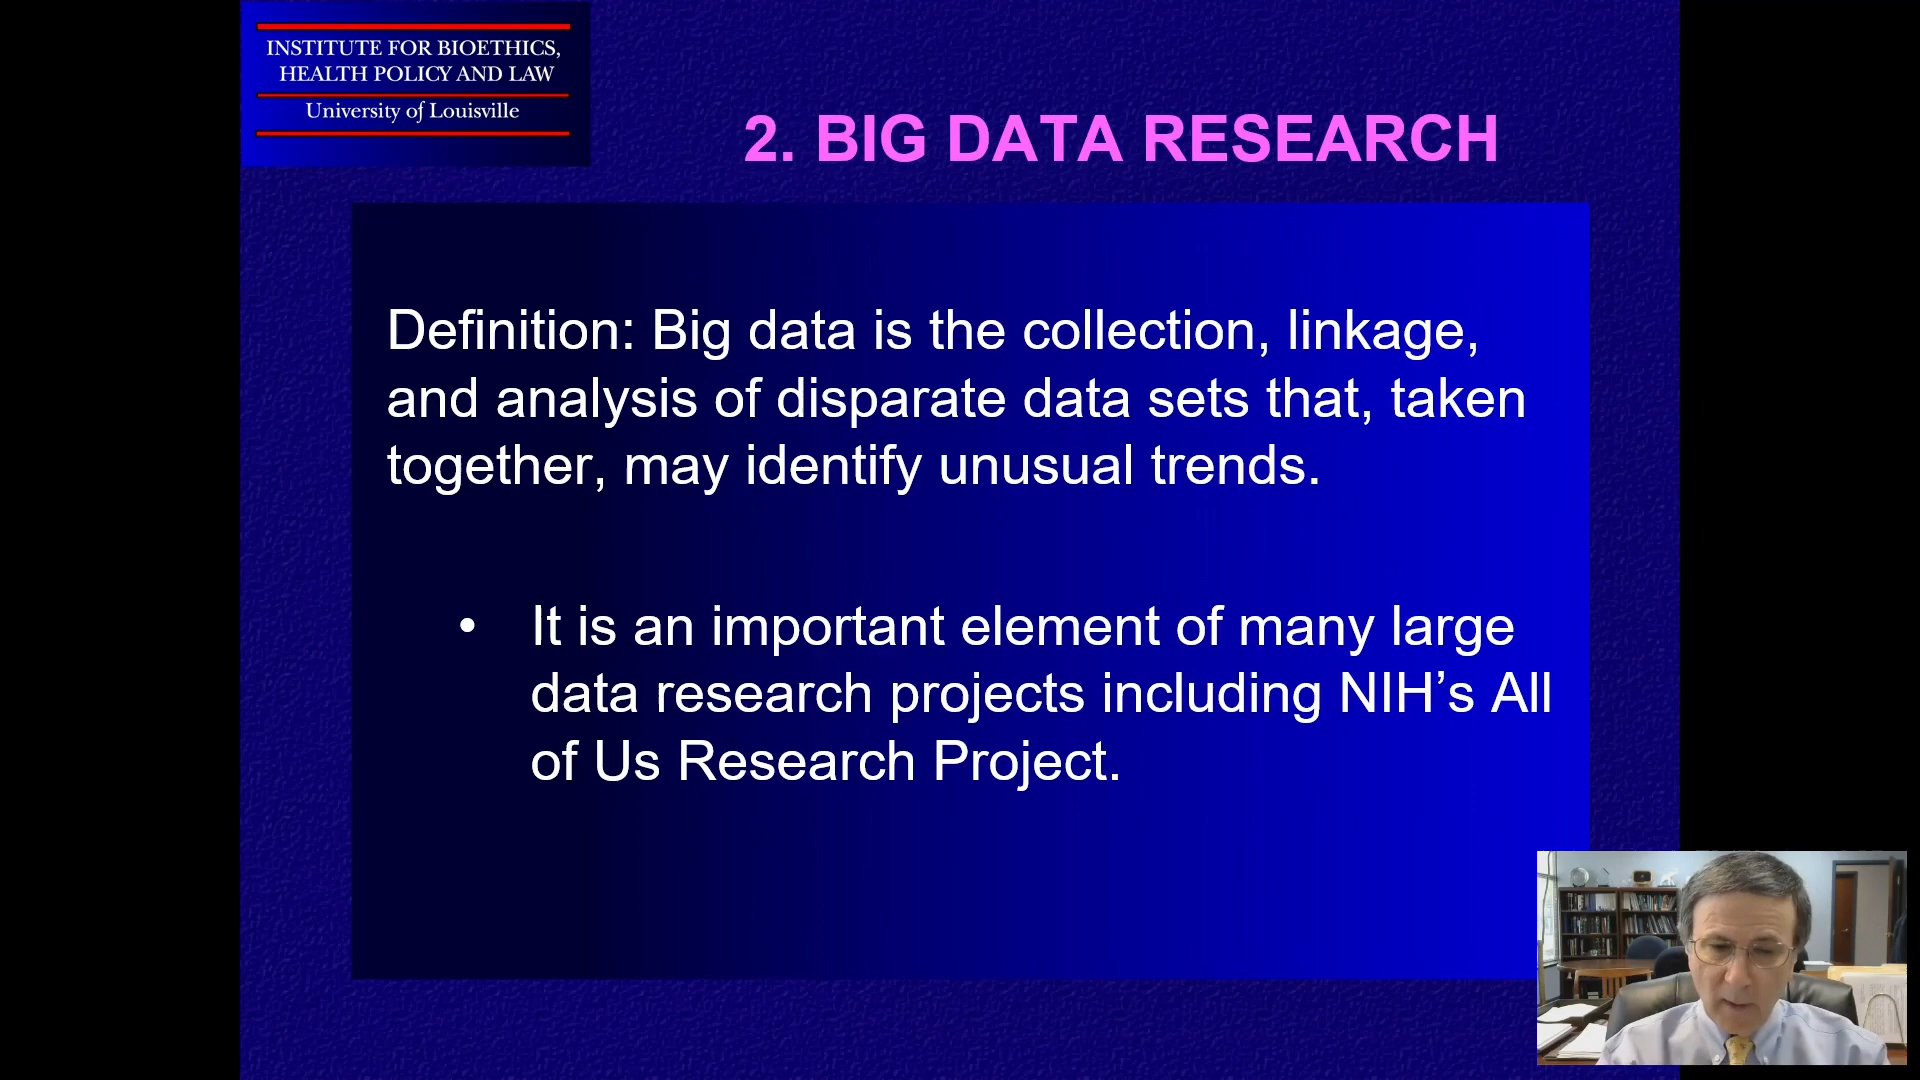 INSTITUTE FOR BIOETHICS,
HEALTH POLICY AND LAW
University of Louisville
2. BIG DATA RESEARCH
Definition: Big data is the collection, linkage,
and analysis of disparate data sets that, taken
together, may identify unusual trends.
• It is an important element of many large
data research projects including NIH’s All
of Us Research Project.